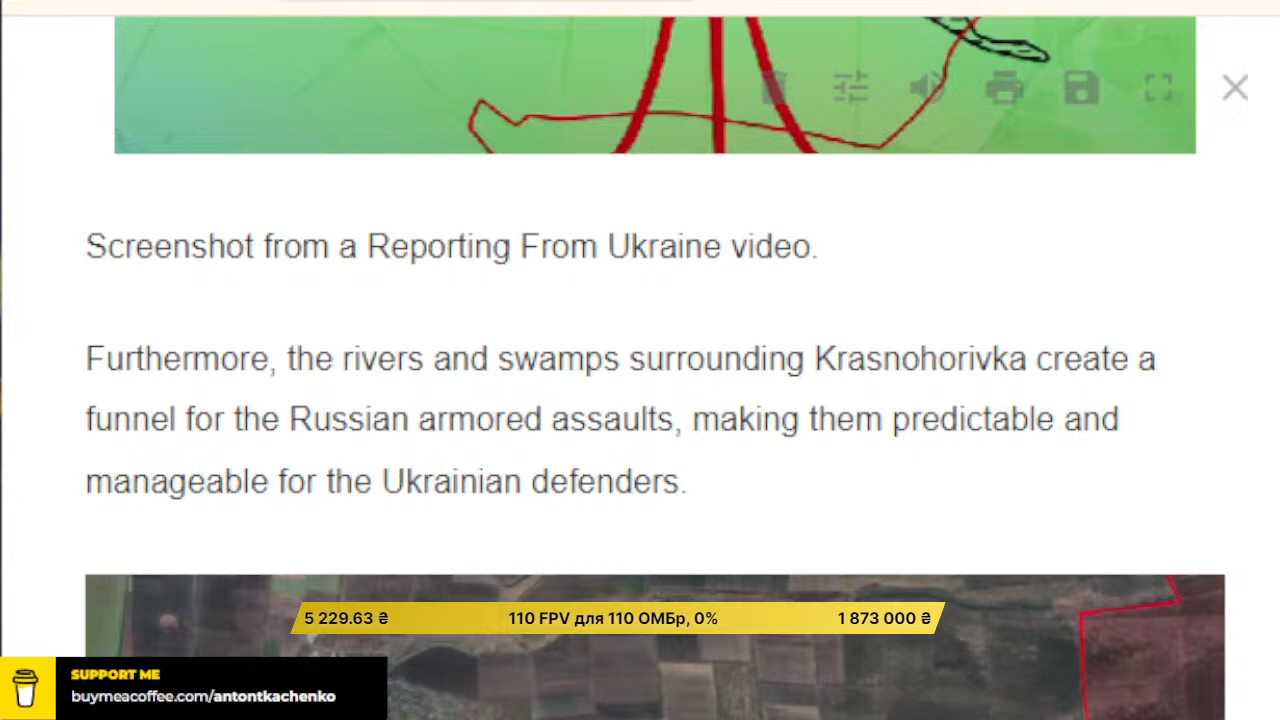 Screenshot from a Reporting From Ukraine video.
Furthermore, the rivers and swamps surrounding Krasnohorivka create a
funnel for the Russian armored assaults, making them predictable and
manageable for the Ukrainian defenders.
5 229.63 ₴ 110 FPV для 110 ОМБр, 0% 1 873 000 ₴
SUPPORT ME
buymeacoffee.com/antontkachenko